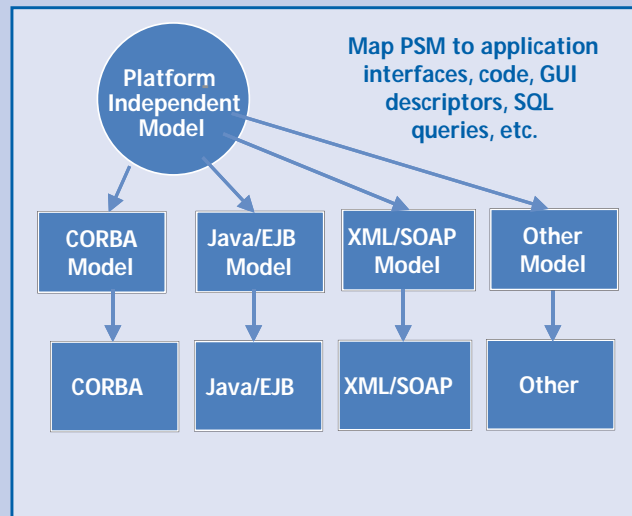 Platform
Independent
Model
Map PSM to application
interfaces, code, GUI
descriptors, SQL
queries, etc.
CORBA
Model
Java/EJB
Model
XML/SOAP
Model
Other
Model
CORBA
Java/EJB
XML/SOAP
Other